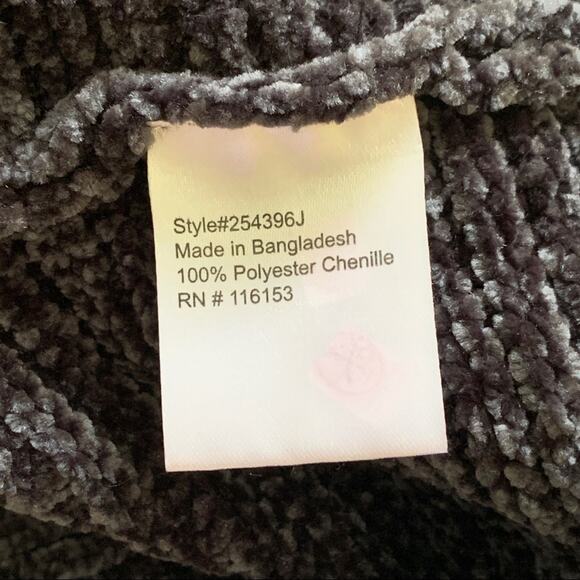 Style#254396J
Made in Bangladesh
100% Polyester Chenille
RN # 116153